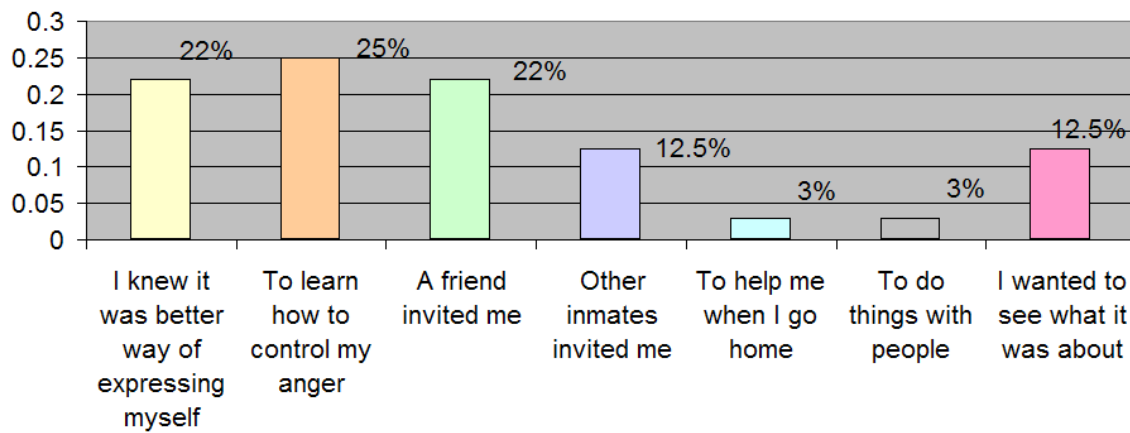 0.3
0.25
0.2
0.15
0.1
0.05
0
22%
25%
22%
12.5%
3%
3%
12.5%
I knew it
was better
way of
expressing
myself
To learn
how to
control my
anger
A friend
invited me
Other
inmates
invited me
To help me
when I go
home
To do
things with
people
I wanted to
see what it
was about